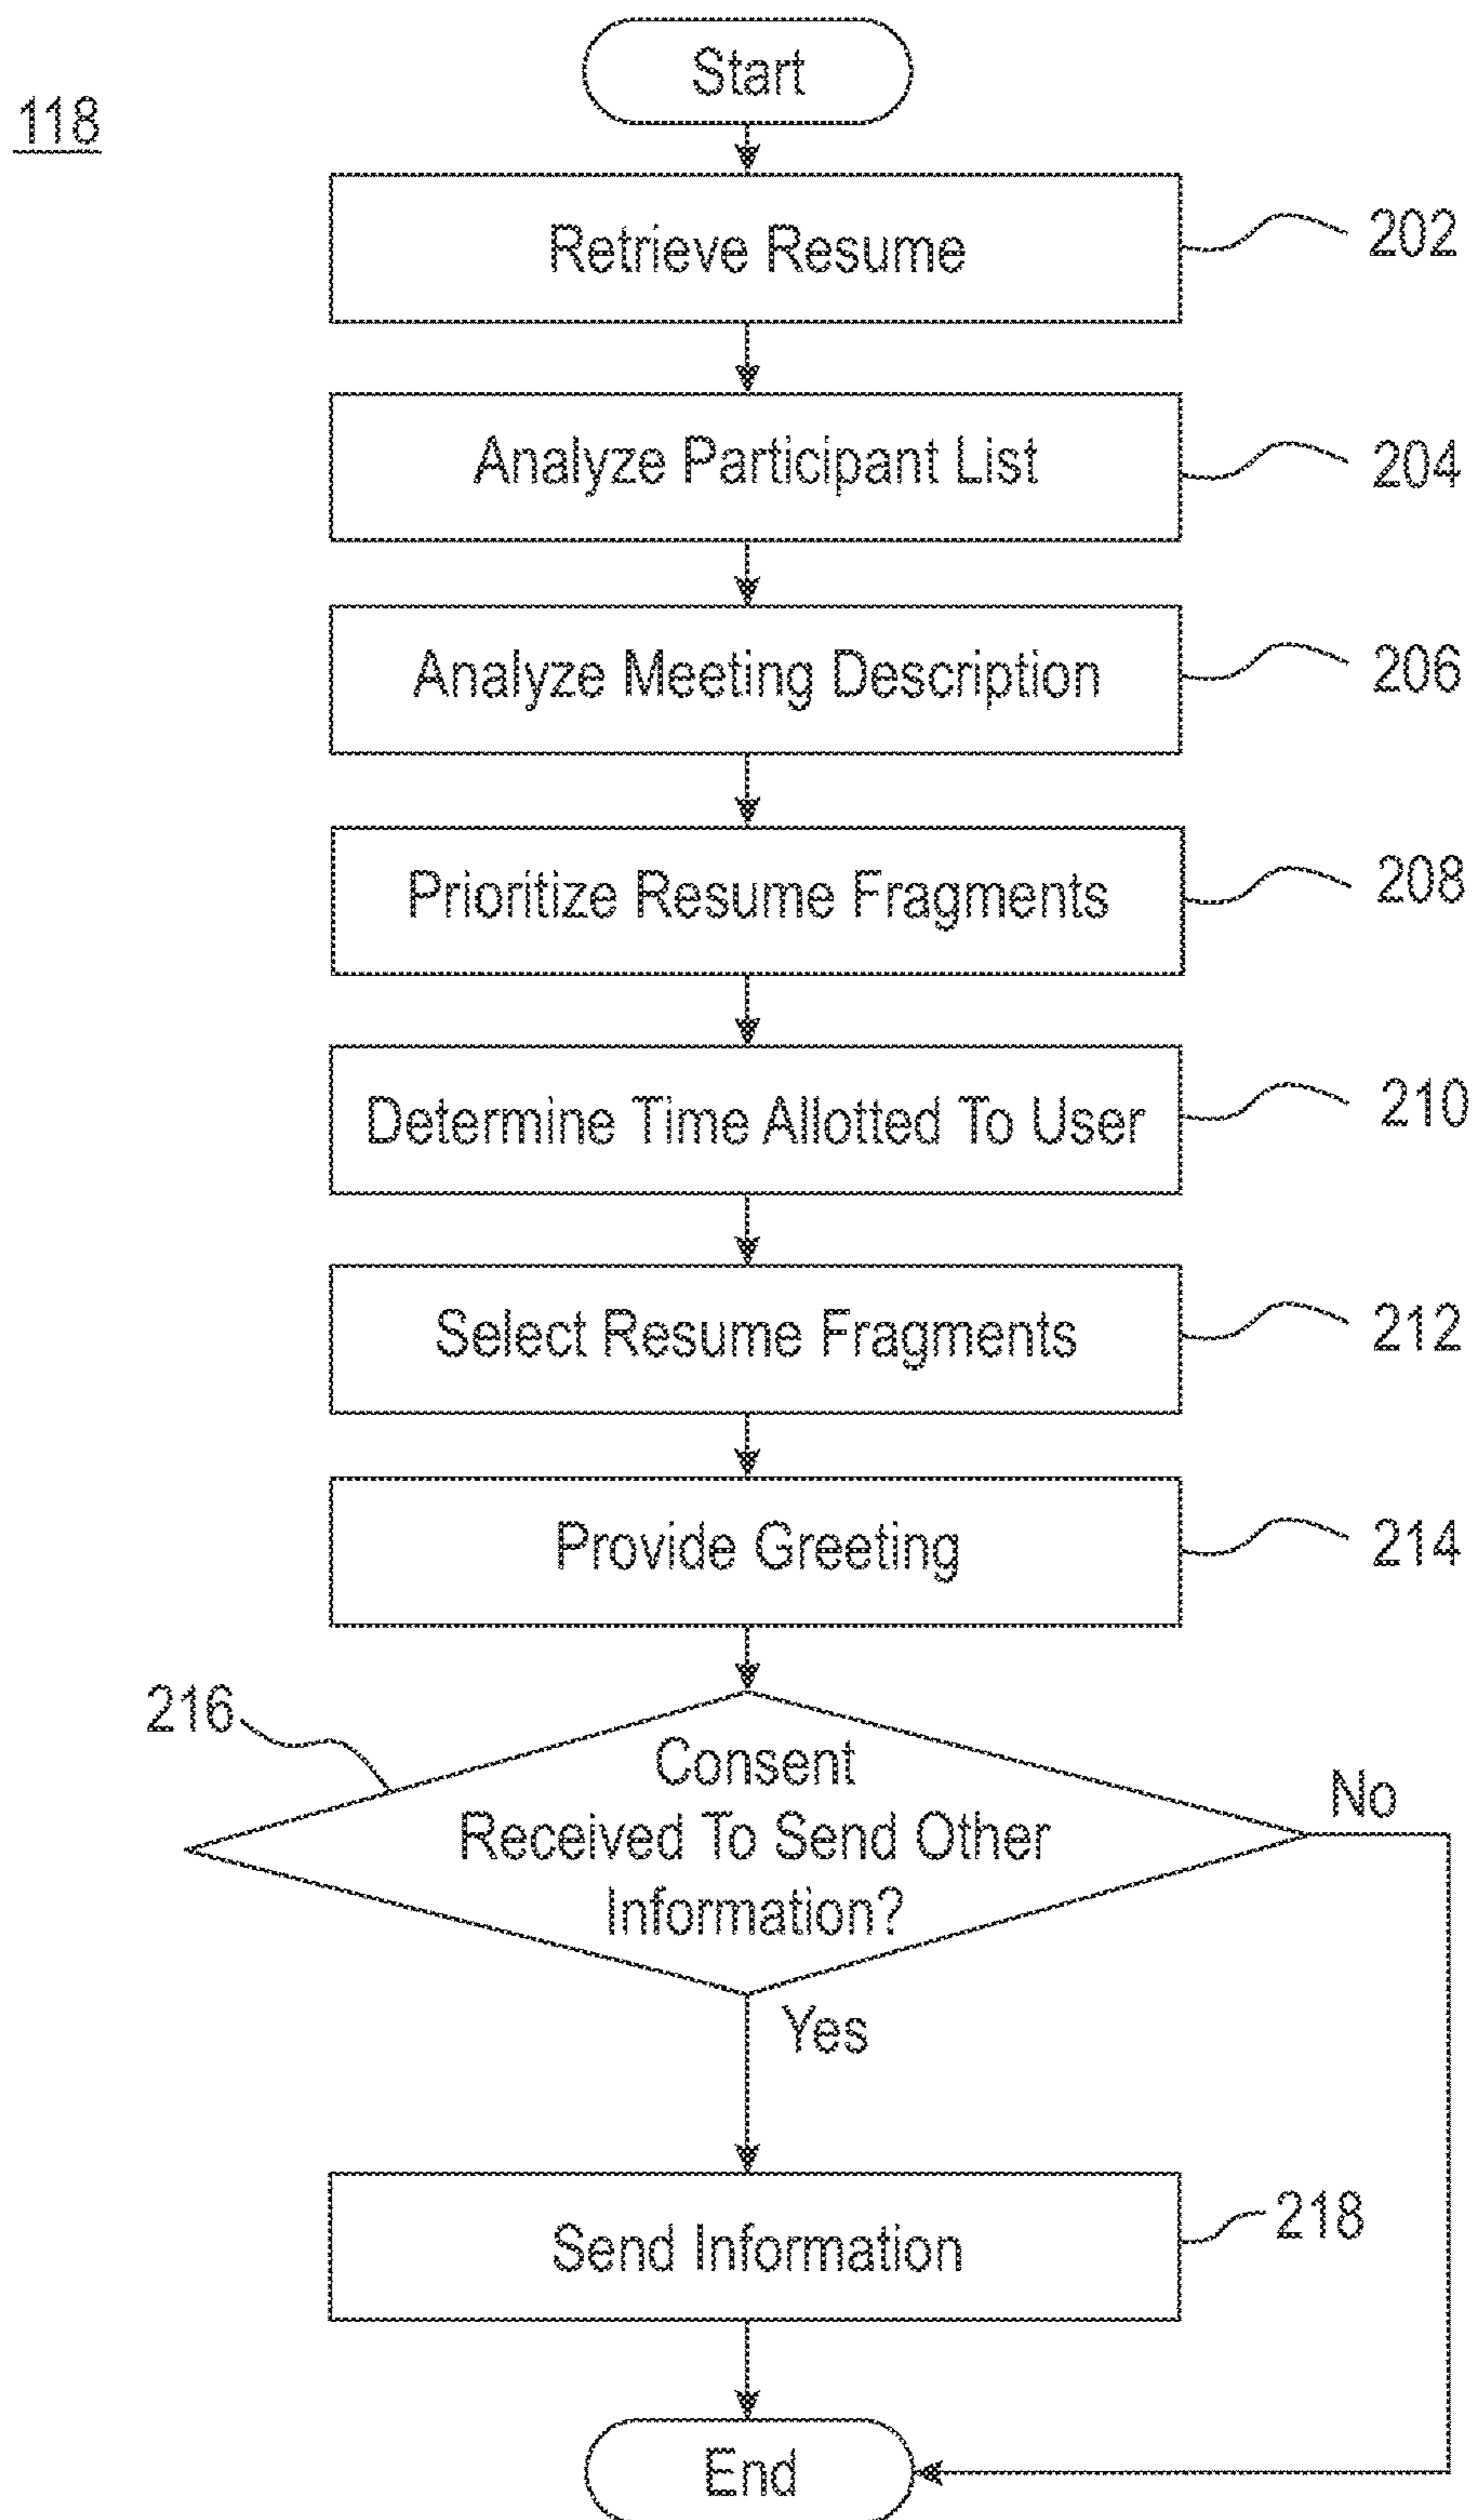 Start
118
Retrieve Resume
202
Analyze Participant List
204
Analyze Meeting Description
206
Prioritize Resume Fragments
208
Determine Time Allotted To User
210
Select Resume Fragments
212
Provide Greeting
214
216
Consent
Received To Send Other
Information?
No
Yes
Send Information
218
End